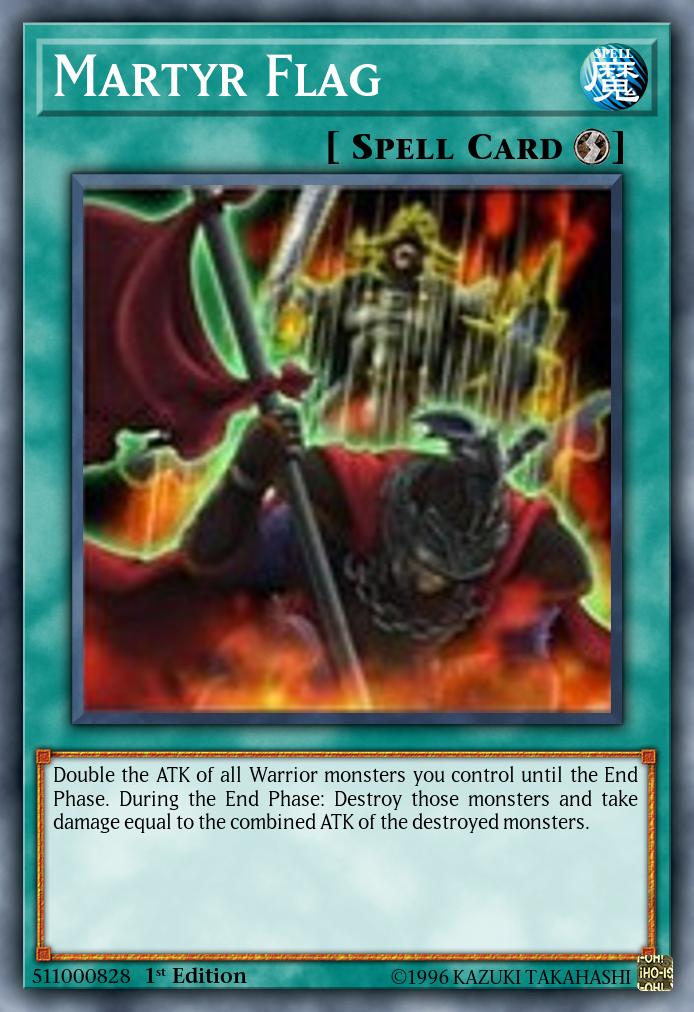 Martyr Flag
SPELL
魔
[ Spell Card ]
Double the ATK of all Warrior monsters you control until the End
Phase. During the End Phase: Destroy those monsters and take
damage equal to the combined ATK of the destroyed monsters.
511000828 1st Edition ©1996 KAZUKI TAKAHASHI